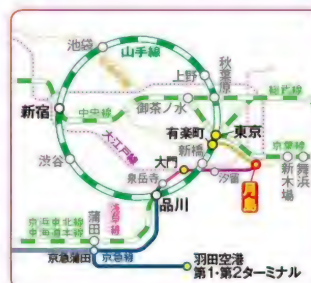 池袋
山手線
上野
秋葉原
総武線
御茶ノ水
新宿
中央線
有楽町
東京
大江戸線
新橋
京葉線
渋谷
大門
泉岳寺
汐留
月島
新木場
舞浜
品川
京浜東北線
東海道本線
蒲田
浅草線
京急蒲田
京急線
羽田空港
第1・第2ターミナル